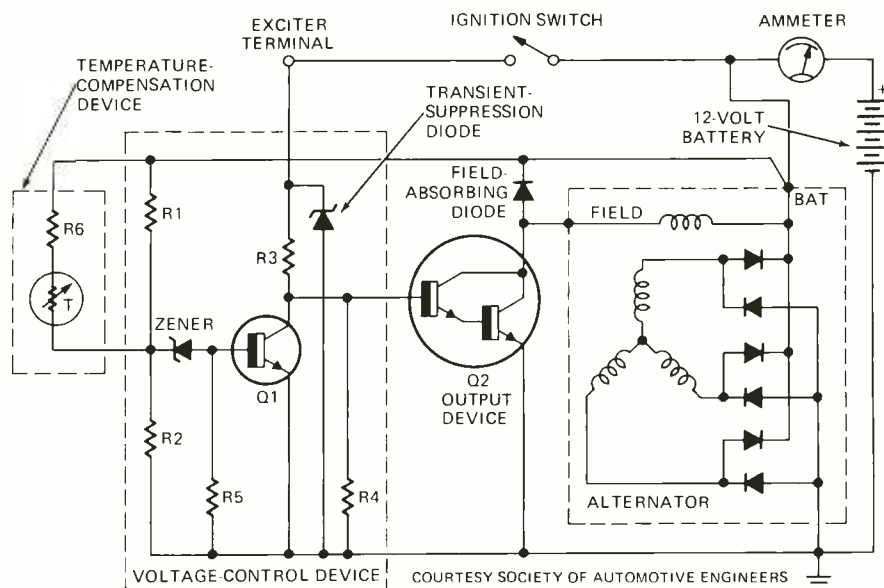 IGNITION SWITCH
AMMETER
EXCITER
TERMINAL
TEMPERATURE-
COMPENSATION
DEVICE
TRANSIENT-
SUPPRESSION
DIODE
12-VOLT
BATTERY
+
FIELD-
ABSORBING
DIODE
BAT
FIELD
R1
R6
R3
T
ZENER
Q1
Q2
OUTPUT
DEVICE
R2
R5
R4
ALTERNATOR
VOLTAGE-CONTROL DEVICE
COURTESY SOCIETY OF AUTOMOTIVE ENGINEERS